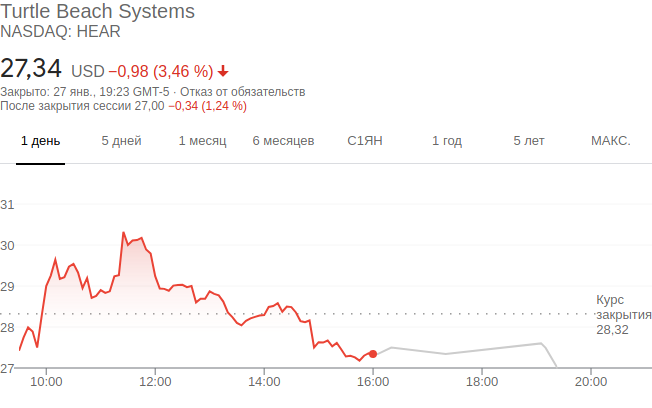 Turtle Beach Systems
NASDAQ: HEAR
27,34 USD −0,98 (3,46 %)
Закрыто: 27 янв., 19:23 GMT-5 · Отказ от обязательств
После закрытия сессии 27,00 −0,34 (1,24 %)
1 день 5 дней 1 месяц 6 месяцев С1ЯН 1 год 5 лет МАКС.
31
30
29
28
27
Курс
закрытия
28,32
10:00 12:00 14:00 16:00 18:00 20:00